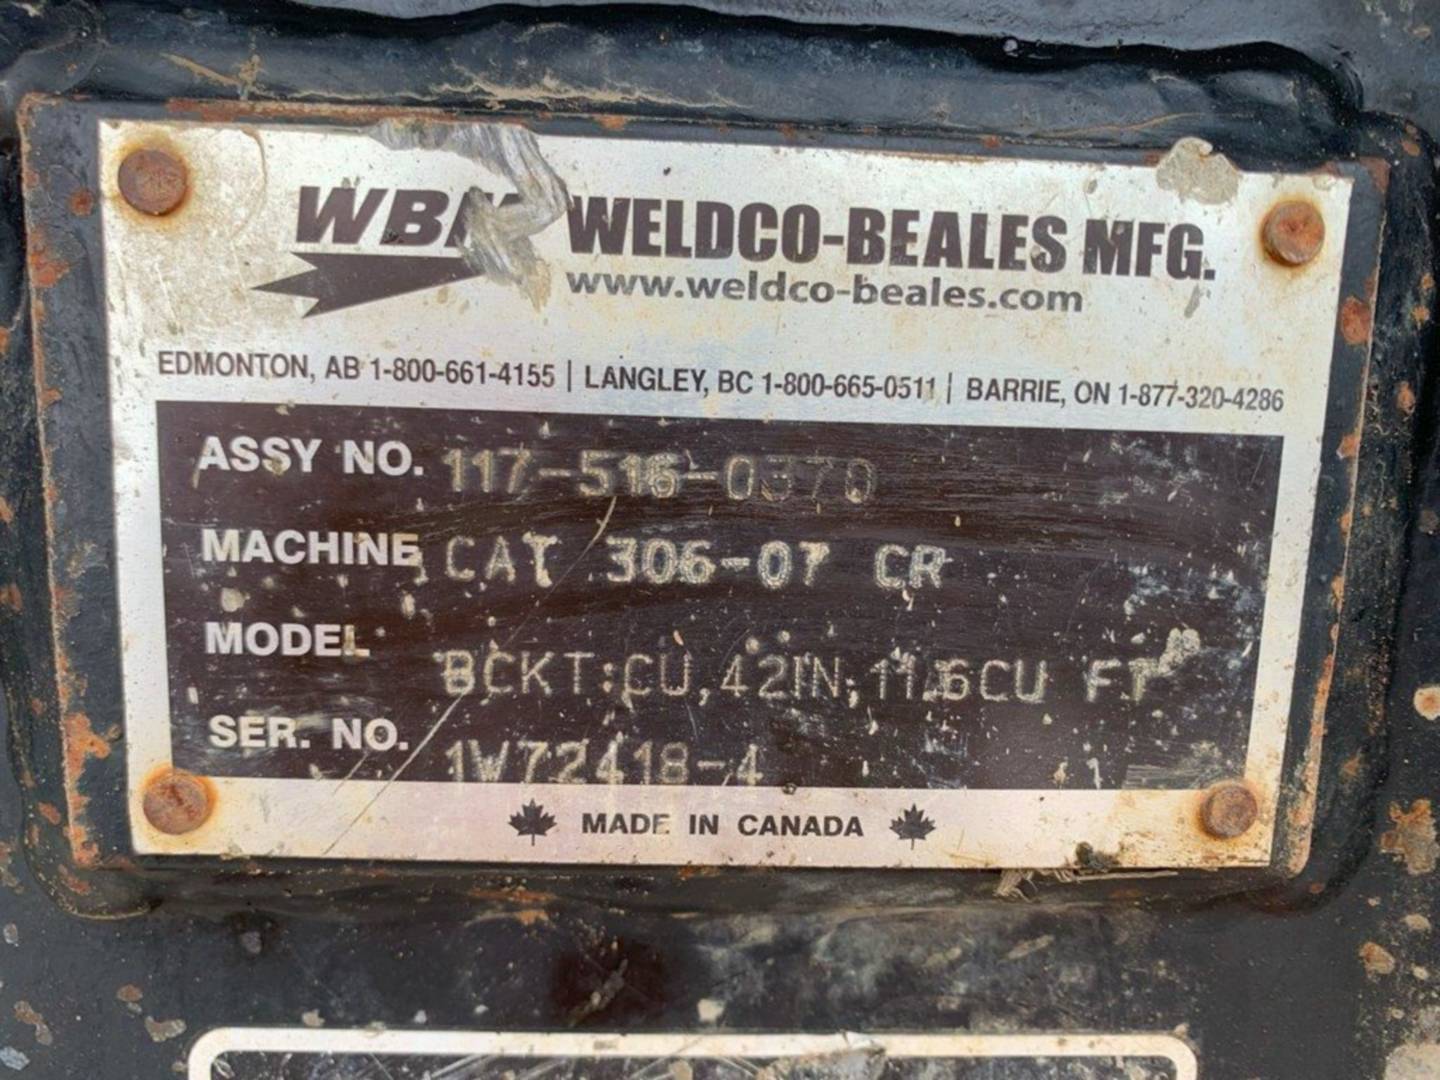 WELDCO-BEALES MFG.
www.weldco-beales.com
EDMONTON, AB 1-800-661-4155 | LANGLEY, BC 1-800-665-0511 | BARRIE, ON 1-877-320-4286
ASSY NO. 117-516-0370
MACHINE CAT 306-07 CR
MODEL BCKT:CU,42IN,11.6CU FT
SER. NO. 1W72418-4
MADE IN CANADA